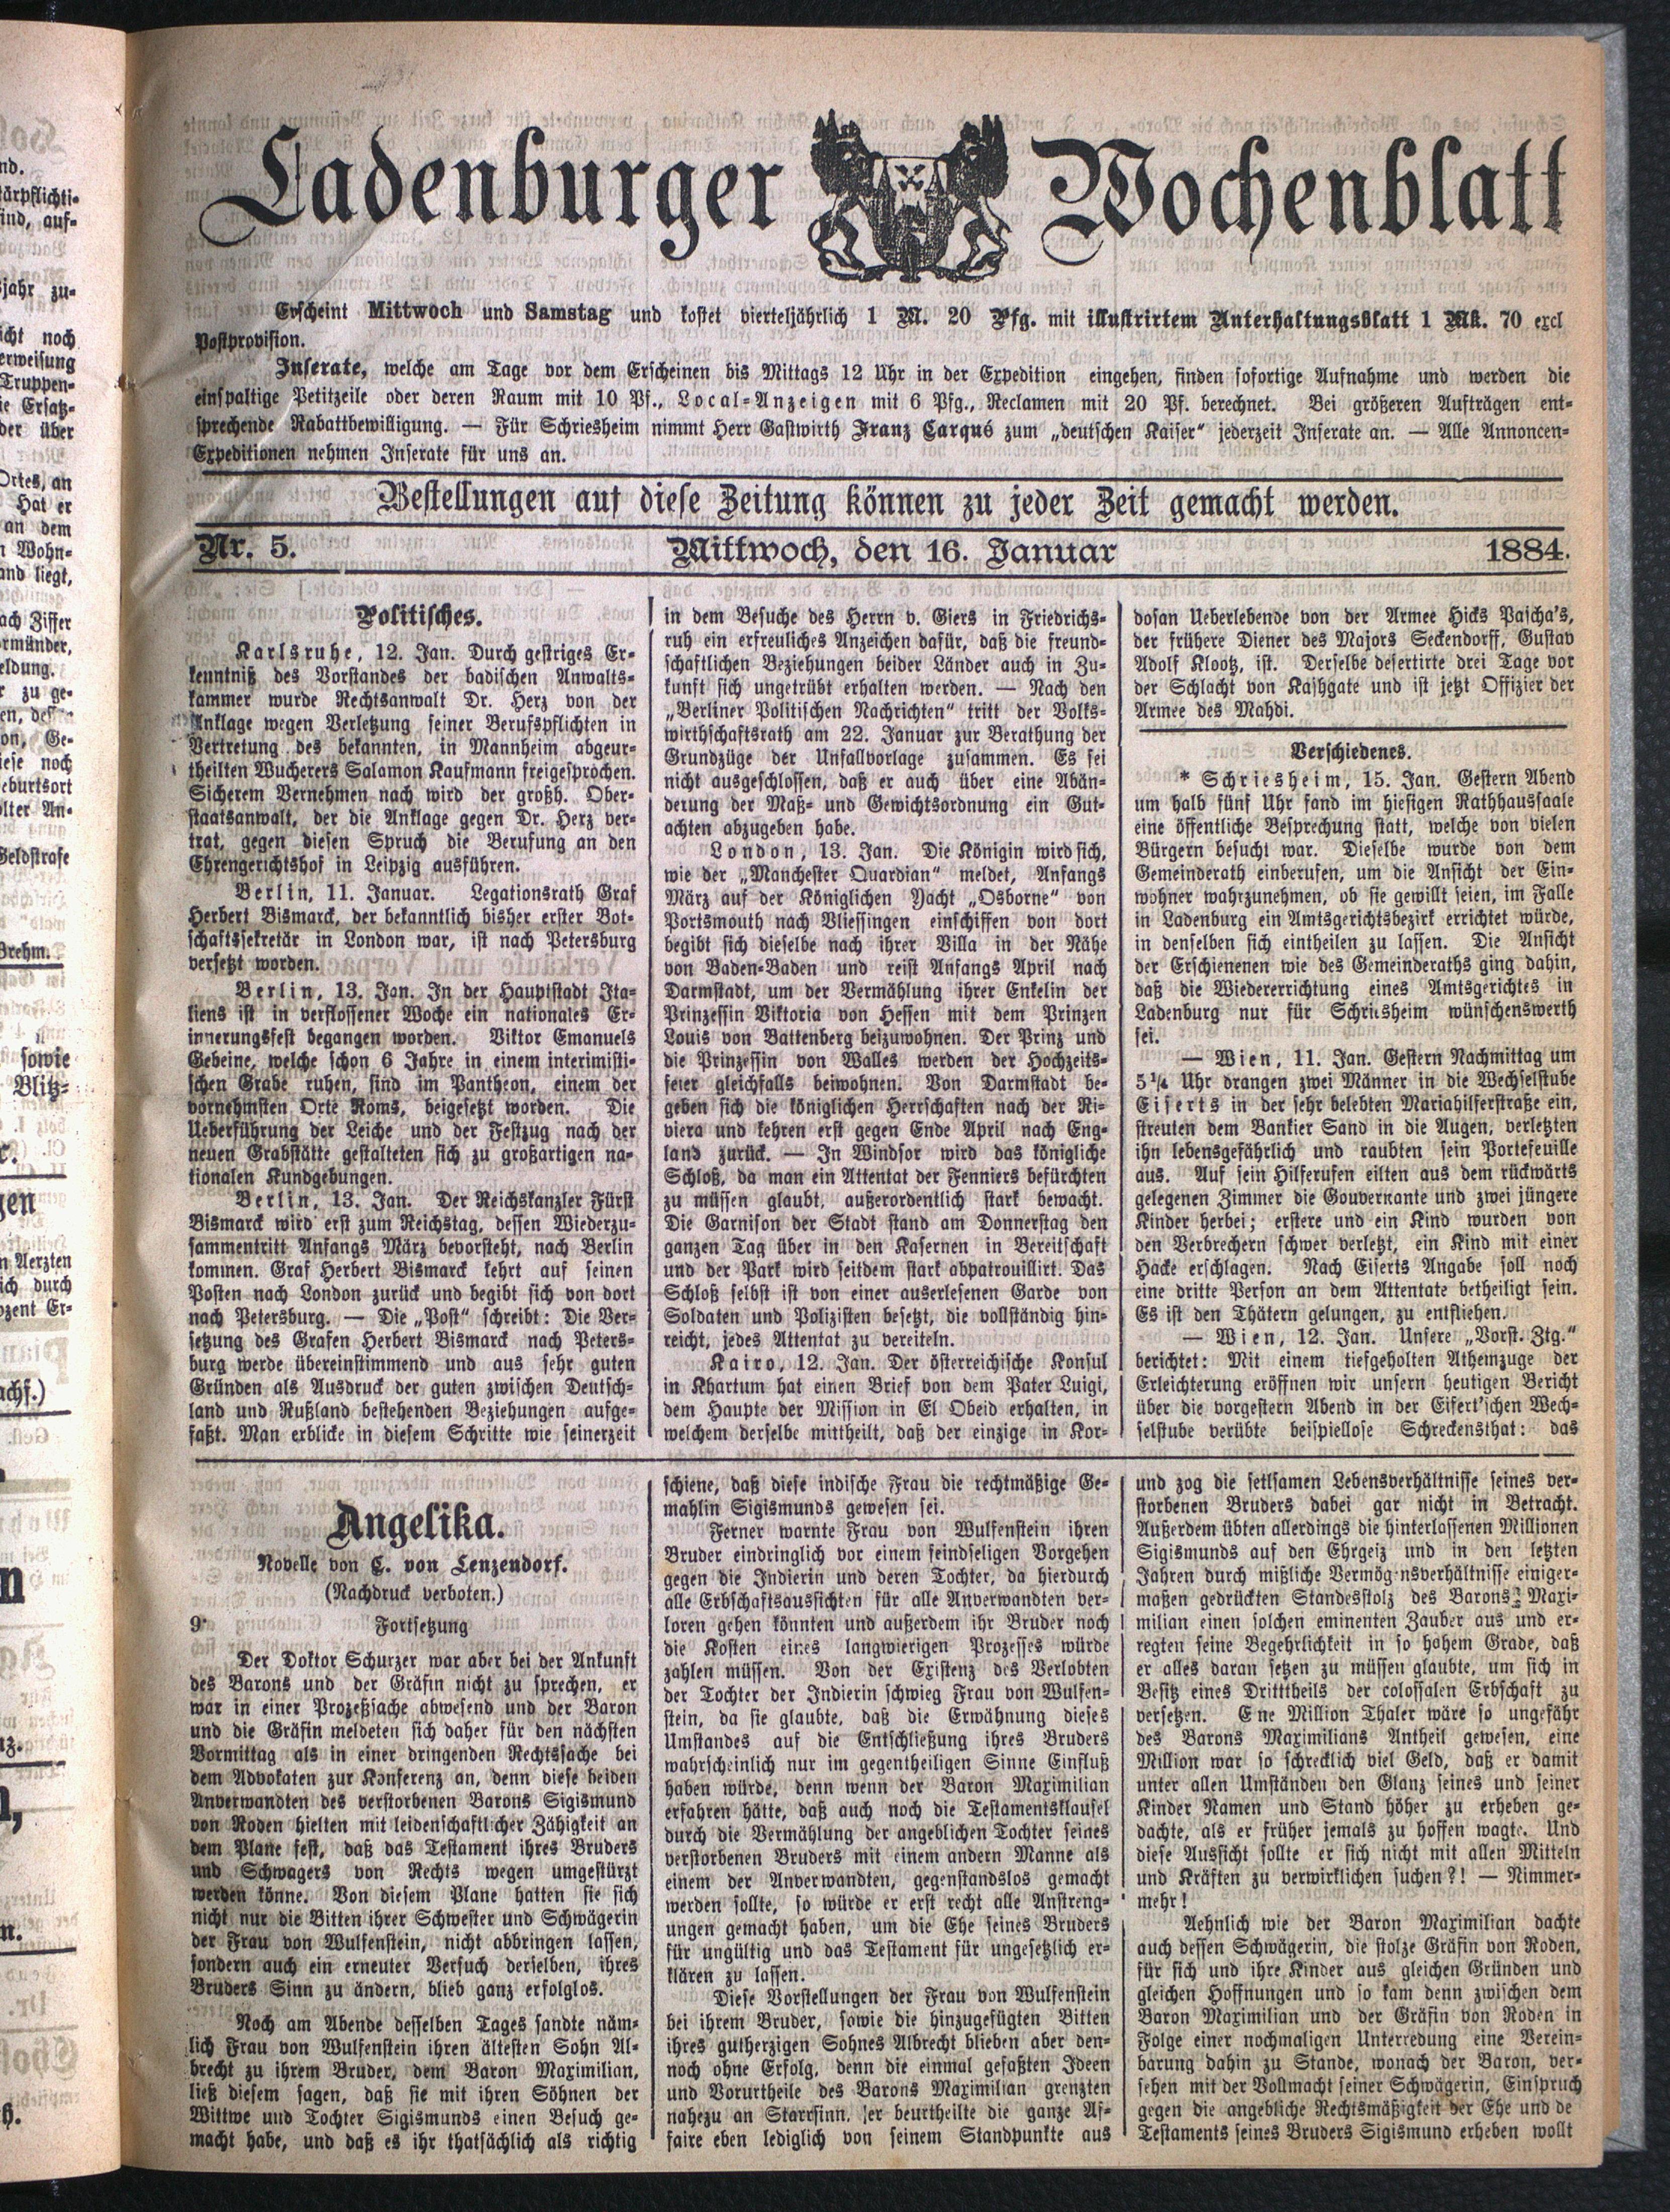 Ladenburger Wochenblatt
Erscheint Mittwoch und Samstag und kostet vierteljährlich 1 M. 20 Pfg. mit illustrirtem Unterhaltungsblatt 1 Mk. 70 excl
Postprovision.
Inserate, welche am Tage vor dem Erscheinen bis Mittags 12 Uhr in der Expedition eingehen, finden sofortige Aufnahme und werden die
einspaltige Petitzeile oder deren Raum mit 10 Pf., Local-Anzeigen mit 6 Pfg., Reclamen mit 20 Pf. berechnet. Bei größeren Aufträgen ent-
sprechende Rabattbewilligung. — Für Schriesheim nimmt Herr Gastwirth Franz Carqué zum „deutschen Kaiser“ jederzeit Inserate an. — Alle Annoncen-
Expeditionen nehmen Inserate für uns an.
Bestellungen auf diese Zeitung können zu jeder Zeit gemacht werden.
Nr. 5. Mittwoch, den 16. Januar 1884.
Politisches.
Karlsruhe, 12. Jan. Durch gestriges Er-
kenntniß des Vorstandes der badischen Anwalts-
kammer wurde Rechtsanwalt Dr. Herz von der
Anklage wegen Verletzung seiner Berufspflichten in
Vertretung des bekannten, in Mannheim abgeur-
theilten Wucherers Salamon Kaufmann freigesprochen.
Sicherem Vernehmen nach wird der großh. Ober-
staatsanwalt, der die Anklage gegen Dr. Herz ver-
trat, gegen diesen Spruch die Berufung an den
Ehrengerichtshof in Leipzig ausführen.
Berlin, 11. Januar. Legationsrath Graf
Herbert Bismarck, der bekanntlich bisher erster Bot-
schaftssekretär in London war, ist nach Petersburg
versetzt worden.
Berlin, 13. Jan. In der Hauptstadt Ita-
liens ist in verflossener Woche ein nationales Er-
innerungsfest begangen worden. Viktor Emanuels
Gebeine, welche schon 6 Jahre in einem interimisti-
schen Grabe ruhen, sind im Pantheon, einem der
vornehmsten Orte Roms, beigesetzt worden. Die
Ueberführung der Leiche und der Festzug nach der
neuen Grabstätte gestalteten sich zu großartigen na-
tionalen Kundgebungen.
Berlin, 13. Jan. Der Reichskanzler Fürst
Bismarck wird erst zum Reichstag, dessen Wiederzu-
sammentritt Anfangs März bevorsteht, nach Berlin
kommen. Graf Herbert Bismarck kehrt auf seinen
Posten nach London zurück und begibt sich von dort
nach Petersburg. — Die „Post“ schreibt: Die Ver-
setzung des Grafen Herbert Bismarck nach Peters-
burg werde übereinstimmend und aus sehr guten
Gründen als Ausdruck der guten zwischen Deutsch-
land und Rußland bestehenden Beziehungen aufge-
faßt. Man erblicke in diesem Schritte wie seinerzeit
in dem Besuche des Herrn v. Giers in Friedrichs-
ruh ein erfreuliches Anzeichen dafür, daß die freund-
schaftlichen Beziehungen beider Länder auch in Zu-
kunft sich ungetrübt erhalten werden. — Nach den
„Berliner Politischen Nachrichten“ tritt der Volks-
wirthschaftsrath am 22. Januar zur Berathung der
Grundzüge der Unfallvorlage zusammen. Es sei
nicht ausgeschlossen, daß er auch über eine Abän-
derung der Maß- und Gewichtsordnung ein Gut-
achten abzugeben habe.
London, 13. Jan. Die Königin wird sich,
wie der „Manchester Quardian“ meldet, Anfangs
März auf der Königlichen Yacht „Osborne“ von
Portsmouth nach Vliessingen einschiffen von dort
begibt sich dieselbe nach ihrer Villa in der Nähe
von Baden-Baden und reist Anfangs April nach
Darmstadt, um der Vermählung ihrer Enkelin der
Prinzessin Viktoria von Hessen mit dem Prinzen
Louis von Battenberg beizuwohnen. Der Prinz und
die Prinzessin von Walles werden der Hochzeits-
feier gleichfalls beiwohnen. Von Darmstadt be-
geben sich die königlichen Herrschaften nach der Ri-
viera und kehren erst gegen Ende April nach Eng-
land zurück. — In Windsor wird das königliche
Schloß, da man ein Attentat der Fenniers befürchten
zu müssen glaubt, außerordentlich stark bewacht.
Die Garnison der Stadt stand am Donnerstag den
ganzen Tag über in den Kasernen in Bereitschaft
und der Park wird seitdem stark abpatrouillirt. Das
Schloß selbst ist von einer auserlesenen Garde von
Soldaten und Polizisten besetzt, die vollständig hin-
reicht, jedes Attentat zu vereiteln.
Kairo, 12. Jan. Der österreichische Konsul
in Khartum hat einen Brief von dem Pater Luigi,
dem Haupte der Mission in El Obeid erhalten, in
welchem derselbe mittheilt, daß der einzige in Kor-
dofan Ueberlebende von der Armee Hicks Pascha's,
der frühere Diener des Majors Seckendorff, Gustav
Adolf Klootz, ist. Derselbe desertirte drei Tage vor
der Schlacht von Kashgate und ist jetzt Offizier der
Armee des Mahdi.
Verschiedenes.
* Schriesheim, 15. Jan. Gestern Abend
um halb fünf Uhr fand im hiesigen Rathhaussaale
eine öffentliche Besprechung statt, welche von vielen
Bürgern besucht war. Dieselbe wurde von dem
Gemeinderath einberufen, um die Ansicht der Ein-
wohner wahrzunehmen, ob sie gewillt seien, im Falle
in Ladenburg ein Amtsgerichtsbezirk errichtet würde,
in denselben sich eintheilen zu lassen. Die Ansicht
der Erschienenen wie des Gemeinderaths ging dahin,
daß die Wiedererrichtung eines Amtsgerichtes in
Ladenburg nur für Schriesheim wünschenswerth
sei.
— Wien, 11. Jan. Gestern Nachmittag um
5¼ Uhr drangen zwei Männer in die Wechselstube
Eiserts in der sehr belebten Mariahilferstraße ein,
streuten dem Bankier Sand in die Augen, verletzten
ihn lebensgefährlich und raubten sein Portefeuille
aus. Auf sein Hilferufen eilten aus dem rückwärts
gelegenen Zimmer die Gouvernante und zwei jüngere
Kinder herbei; erstere und ein Kind wurden von
den Verbrechern schwer verletzt, ein Kind mit einer
Hacke erschlagen. Nach Eiserts Angabe soll noch
eine dritte Person an dem Attentate betheiligt sein.
Es ist den Thätern gelungen, zu entfliehen.
— Wien, 12. Jan. Unsere „Vorst. Ztg.“
berichtet: Mit einem tiefgeholten Athemzuge der
Erleichterung eröffnen wir unsern heutigen Bericht
über die vorgestern Abend in der Eifert'schen Wech-
selstube verübte beispiellose Schreckensthat: das
Angelika.
Novelle von C. von Lenzendorf.
(Nachdruck verboten.)
9. Fortsetzung
Der Doktor Schurzer war aber bei der Ankunft
des Barons und der Gräfin nicht zu sprechen, er
war in einer Prozeßsache abwesend und der Baron
und die Gräfin meldeten sich daher für den nächsten
Vormittag als in einer dringenden Rechtssache bei
dem Advokaten zur Konferenz an, denn diese beiden
Anverwandten des verstorbenen Barons Sigismund
von Roden hielten mit leidenschaftlicher Zähigkeit an
dem Plane fest, daß das Testament ihres Bruders
und Schwagers von Rechts wegen umgestürzt
werden könne. Von diesem Plane hatten sie sich
nicht nur die Bitten ihrer Schwester und Schwägerin
der Frau von Wulfenstein, nicht abbringen lassen,
sondern auch ein erneuter Versuch derselben, ihres
Bruders Sinn zu ändern, blieb ganz erfolglos.
Noch am Abende desselben Tages sandte näm-
lich Frau von Wulfenstein ihren ältesten Sohn Al-
brecht zu ihrem Bruder, dem Baron Maximilian,
ließ diesem sagen, daß sie mit ihren Söhnen der
Wittwe und Tochter Sigismunds einen Besuch ge-
macht habe, und daß es ihr thatsächlich als richtig
schiene, daß diese indische Frau die rechtmäßige Ge-
mahlin Sigismunds gewesen sei.
Ferner warnte Frau von Wulfenstein ihren
Bruder eindringlich vor einem feindseligen Vorgehen
gegen die Indierin und deren Tochter, da hierdurch
alle Erbschaftsaussichten für alle Anverwandten ver-
loren gehen könnten und außerdem ihr Bruder noch
die Kosten eines langwierigen Prozesses würde
zahlen müssen. Von der Existenz des Verlobten
der Tochter der Indierin schwieg Frau von Wulfen-
stein, da sie glaubte, daß die Erwähnung dieses
Umstandes auf die Entschließung ihres Bruders
wahrscheinlich nur im gegentheiligen Sinne Einfluß
haben würde, denn wenn der Baron Maximilian
erfahren hätte, daß auch noch die Testamentsklausel
durch die Vermählung der angeblichen Tochter seines
verstorbenen Bruders mit einem andern Manne als
einem der Anverwandten, gegenstandslos gemacht
werden sollte, so würde er erst recht alle Anstreng-
ungen gemacht haben, um die Ehe seines Bruders
für ungültig und das Testament für ungesetzlich er-
klären zu lassen.
Diese Vorstellungen der Frau von Wulfenstein
bei ihrem Bruder, sowie die hinzugefügten Bitten
ihres gutherzigen Sohnes Albrecht blieben aber den-
noch ohne Erfolg, denn die einmal gefaßten Ideen
und Vorurtheile des Barons Maximilian grenzten
nahezu an Starrsinn, er beurtheilte die ganze Af-
faire eben lediglich von seinem Standpunkte aus
und zog die setlsamen Lebensverhältnisse seines ver-
storbenen Bruders dabei gar nicht in Betracht.
Außerdem übten allerdings die hinterlassenen Millionen
Sigismunds auf den Ehrgeiz und in den letzten
Jahren durch mißliche Vermög nsverhältnisse einiger-
maßen gedrückten Standesstolz des Barons Maxi-
milian einen solchen eminenten Zauber aus und er-
regten seine Begehrlichkeit in so hohem Grade, daß
er alles daran setzen zu müssen glaubte, um sich in
Besitz eines Dritttheils der colossalen Erbschaft zu
versetzen. E ne Million Thaler wäre so ungefähr
des Barons Maximilians Antheil gewesen, eine
Million war so schrecklich viel Geld, daß er damit
unter allen Umständen den Glanz seines und seiner
Kinder Namen und Stand höher zu erheben ge-
dachte, als er früher jemals zu hoffen wagte. Und
diese Aussicht sollte er sich nicht mit allen Mitteln
und Kräften zu verwirklichen suchen?! — Nimmer-
mehr!
Aehnlich wie der Baron Maximilian dachte
auch dessen Schwägerin, die stolze Gräfin von Roden,
für sich und ihre Kinder aus gleichen Gründen und
gleichen Hoffnungen und so kam denn zwischen dem
Baron Maximilian und der Gräfin von Roden in
Folge einer nochmaligen Unterredung eine Verein-
barung dahin zu Stande, wonach der Baron, ver-
sehen mit der Vollmacht seiner Schwägerin, Einspruch
gegen die angebliche Rechtsmäßigkeit der Ehe und de
Testaments seines Bruders Sigismund erheben wollt